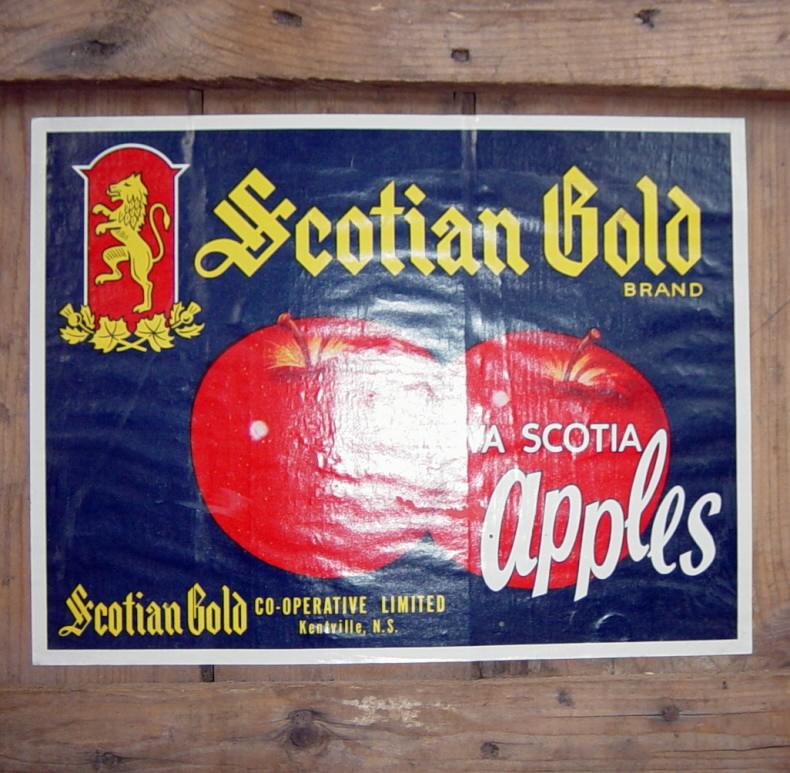 Scotian Gold
BRAND
VA SCOTIA
apples
Scotian Gold CO-OPERATIVE LIMITED
Kentville, N.S.